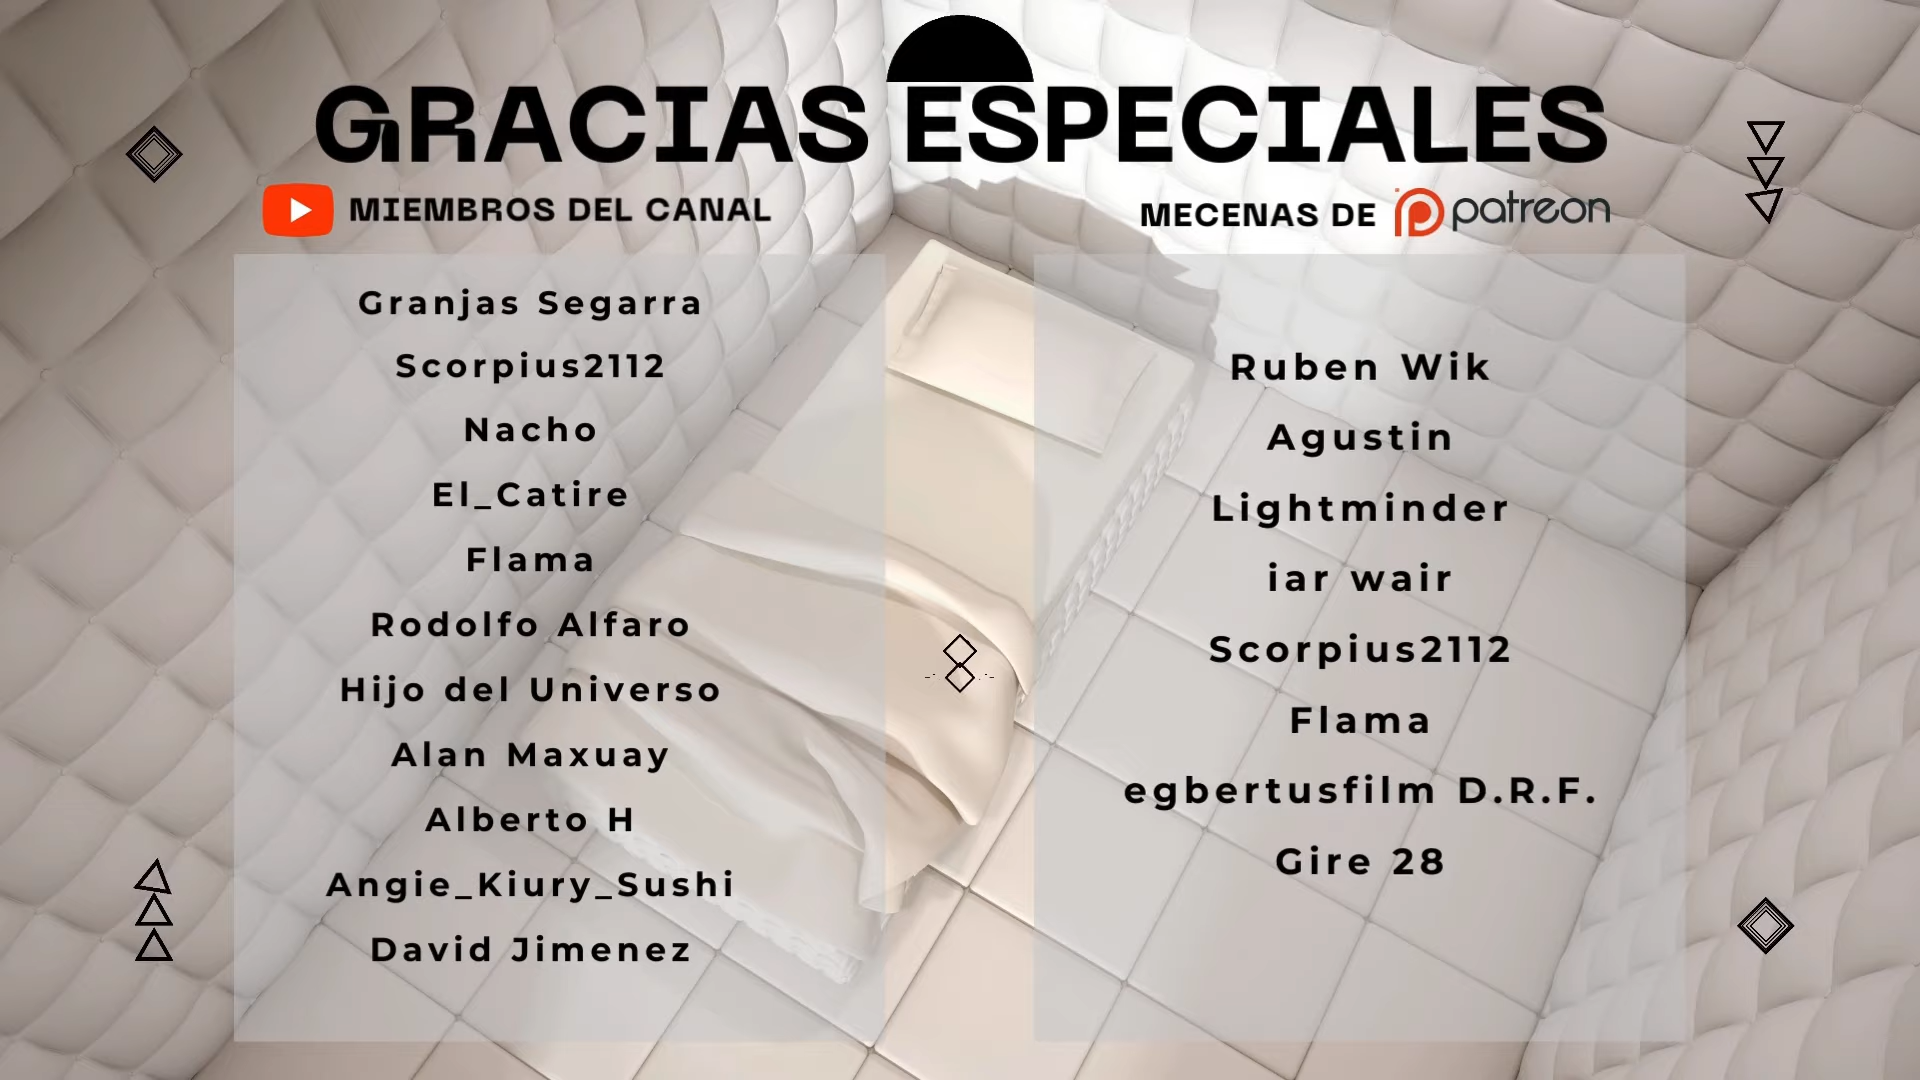 GRACIAS ESPECIALES
MIEMBROS DEL CANAL
Granjas Segarra
Scorpius2112
Nacho
El_Catire
Flama
Rodolfo Alfaro
Hijo del Universo
Alan Maxuay
Alberto H
Angie_Kiury_Sushi
David Jimenez
MECENAS DE patreon
Ruben Wik
Agustin
Lightminder
iar wair
Scorpius2112
Flama
egbertusfilm D.R.F.
Gire 28